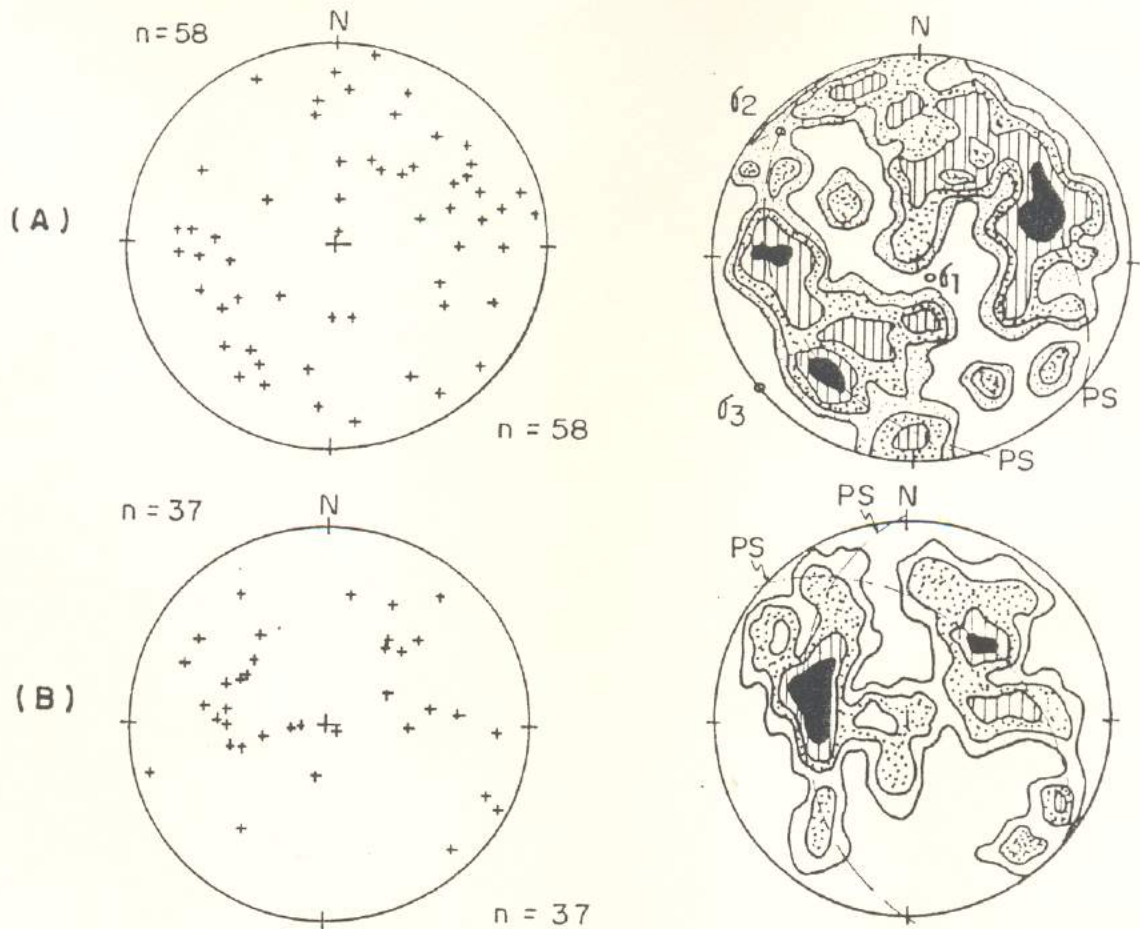 n=58
N
(A)
n = 58
N
σ2
σ1
σ3
PS
PS
n = 37
N
(B)
n = 37
PS
N
PS